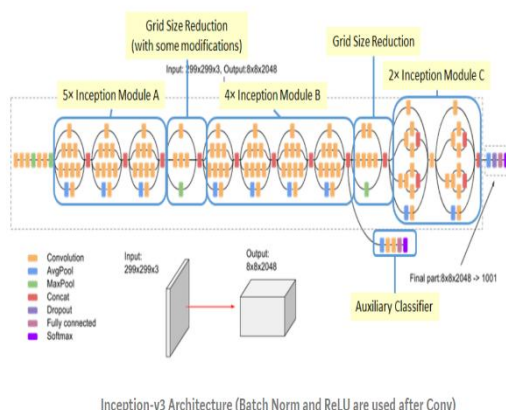 Grid Size Reduction
(with some modifications)
Grid Size Reduction
Input: 299x299x3, Output:8x8x2048
5× Inception Module A
4× Inception Module B
2× Inception Module C
Convolution
AvgPool
MaxPool
Concat
Dropout
Fully connected
Softmax
Input:
299x299x3
Output:
8x8x2048
Final part:8x8x2048 -> 1001
Auxiliary Classifier
Inception-v3 Architecture (Batch Norm and ReLU are used after Conv)